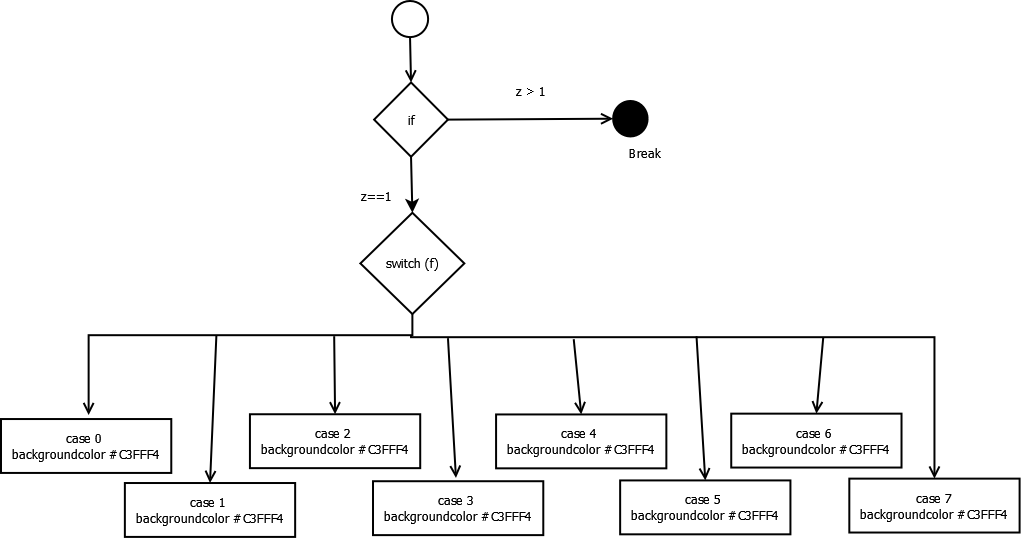 if
z > 1
Break
z==1
switch (f)
case 0
backgroundcolor #C3FFF4
case 1
backgroundcolor #C3FFF4
case 2
backgroundcolor #C3FFF4
case 3
backgroundcolor #C3FFF4
case 4
backgroundcolor #C3FFF4
case 5
backgroundcolor #C3FFF4
case 6
backgroundcolor #C3FFF4
case 7
backgroundcolor #C3FFF4